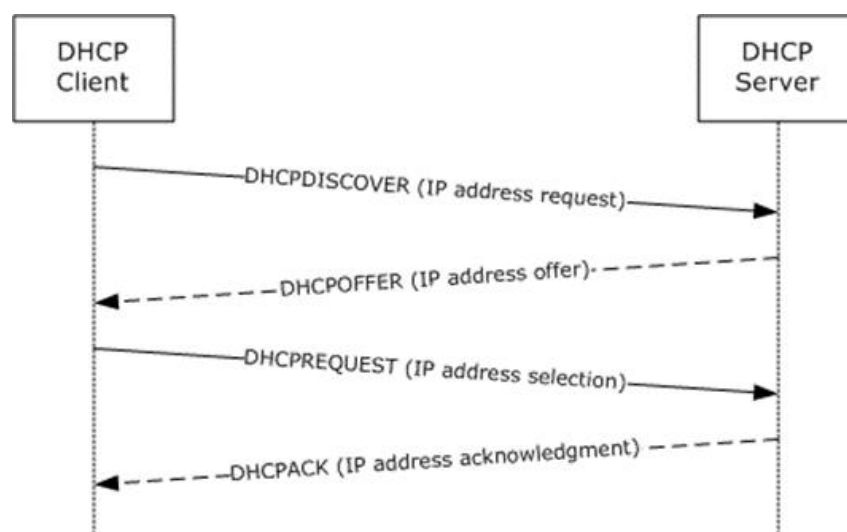 DHCP
Client
DHCP
Server
DHCPDISCOVER (IP address request)
DHCPOFFER (IP address offer)
DHCPREQUEST (IP address selection)
DHCPACK (IP address acknowledgment)